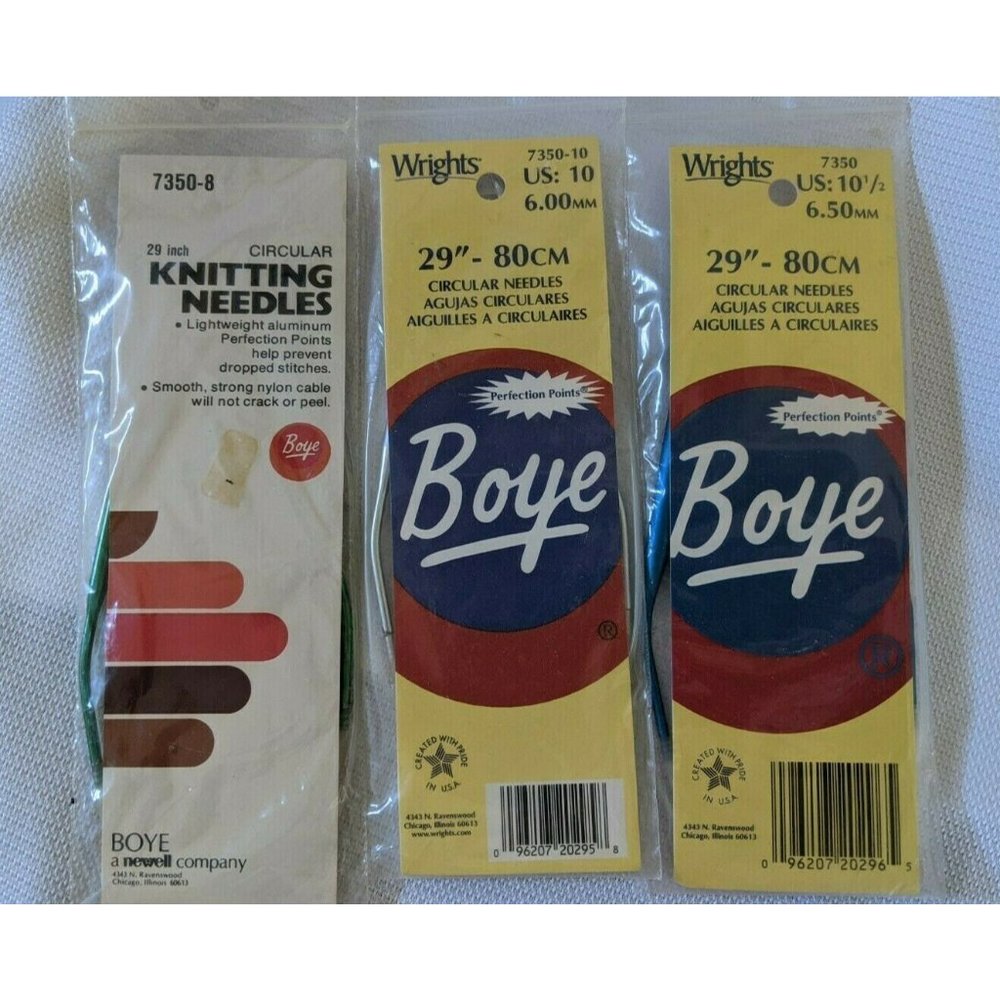 7350-8
29 inch CIRCULAR
KNITTING
NEEDLES
• Lightweight aluminum
Perfection Points
help prevent
dropped stitches.
• Smooth, strong nylon cable
will not crack or peel.
Boye
BOYE
a newell company
4343 N. Ravenswood
Chicago, Illinois 60613
Wrights®
7350-10
US: 10
6.00MM
29"- 80CM
CIRCULAR NEEDLES
AGUJAS CIRCULARES
AIGUILLES A CIRCULAIRES
Perfection Points®
Boye
®
CREATED WITH PRIDE
IN U.S.A.
4343 N. Ravenswood
Chicago, Illinois 60613
www.wrights.com
0 96207 20295 8
Wrights®
7350
US: 10 1/2
6.50MM
29"- 80CM
CIRCULAR NEEDLES
AGUJAS CIRCULARES
AIGUILLES A CIRCULAIRES
Perfection Points®
Boye
®
CREATED WITH PRIDE
IN U.S.A.
4343 N. Ravenswood
Chicago, Illinois 60613
0 96207 20296 5